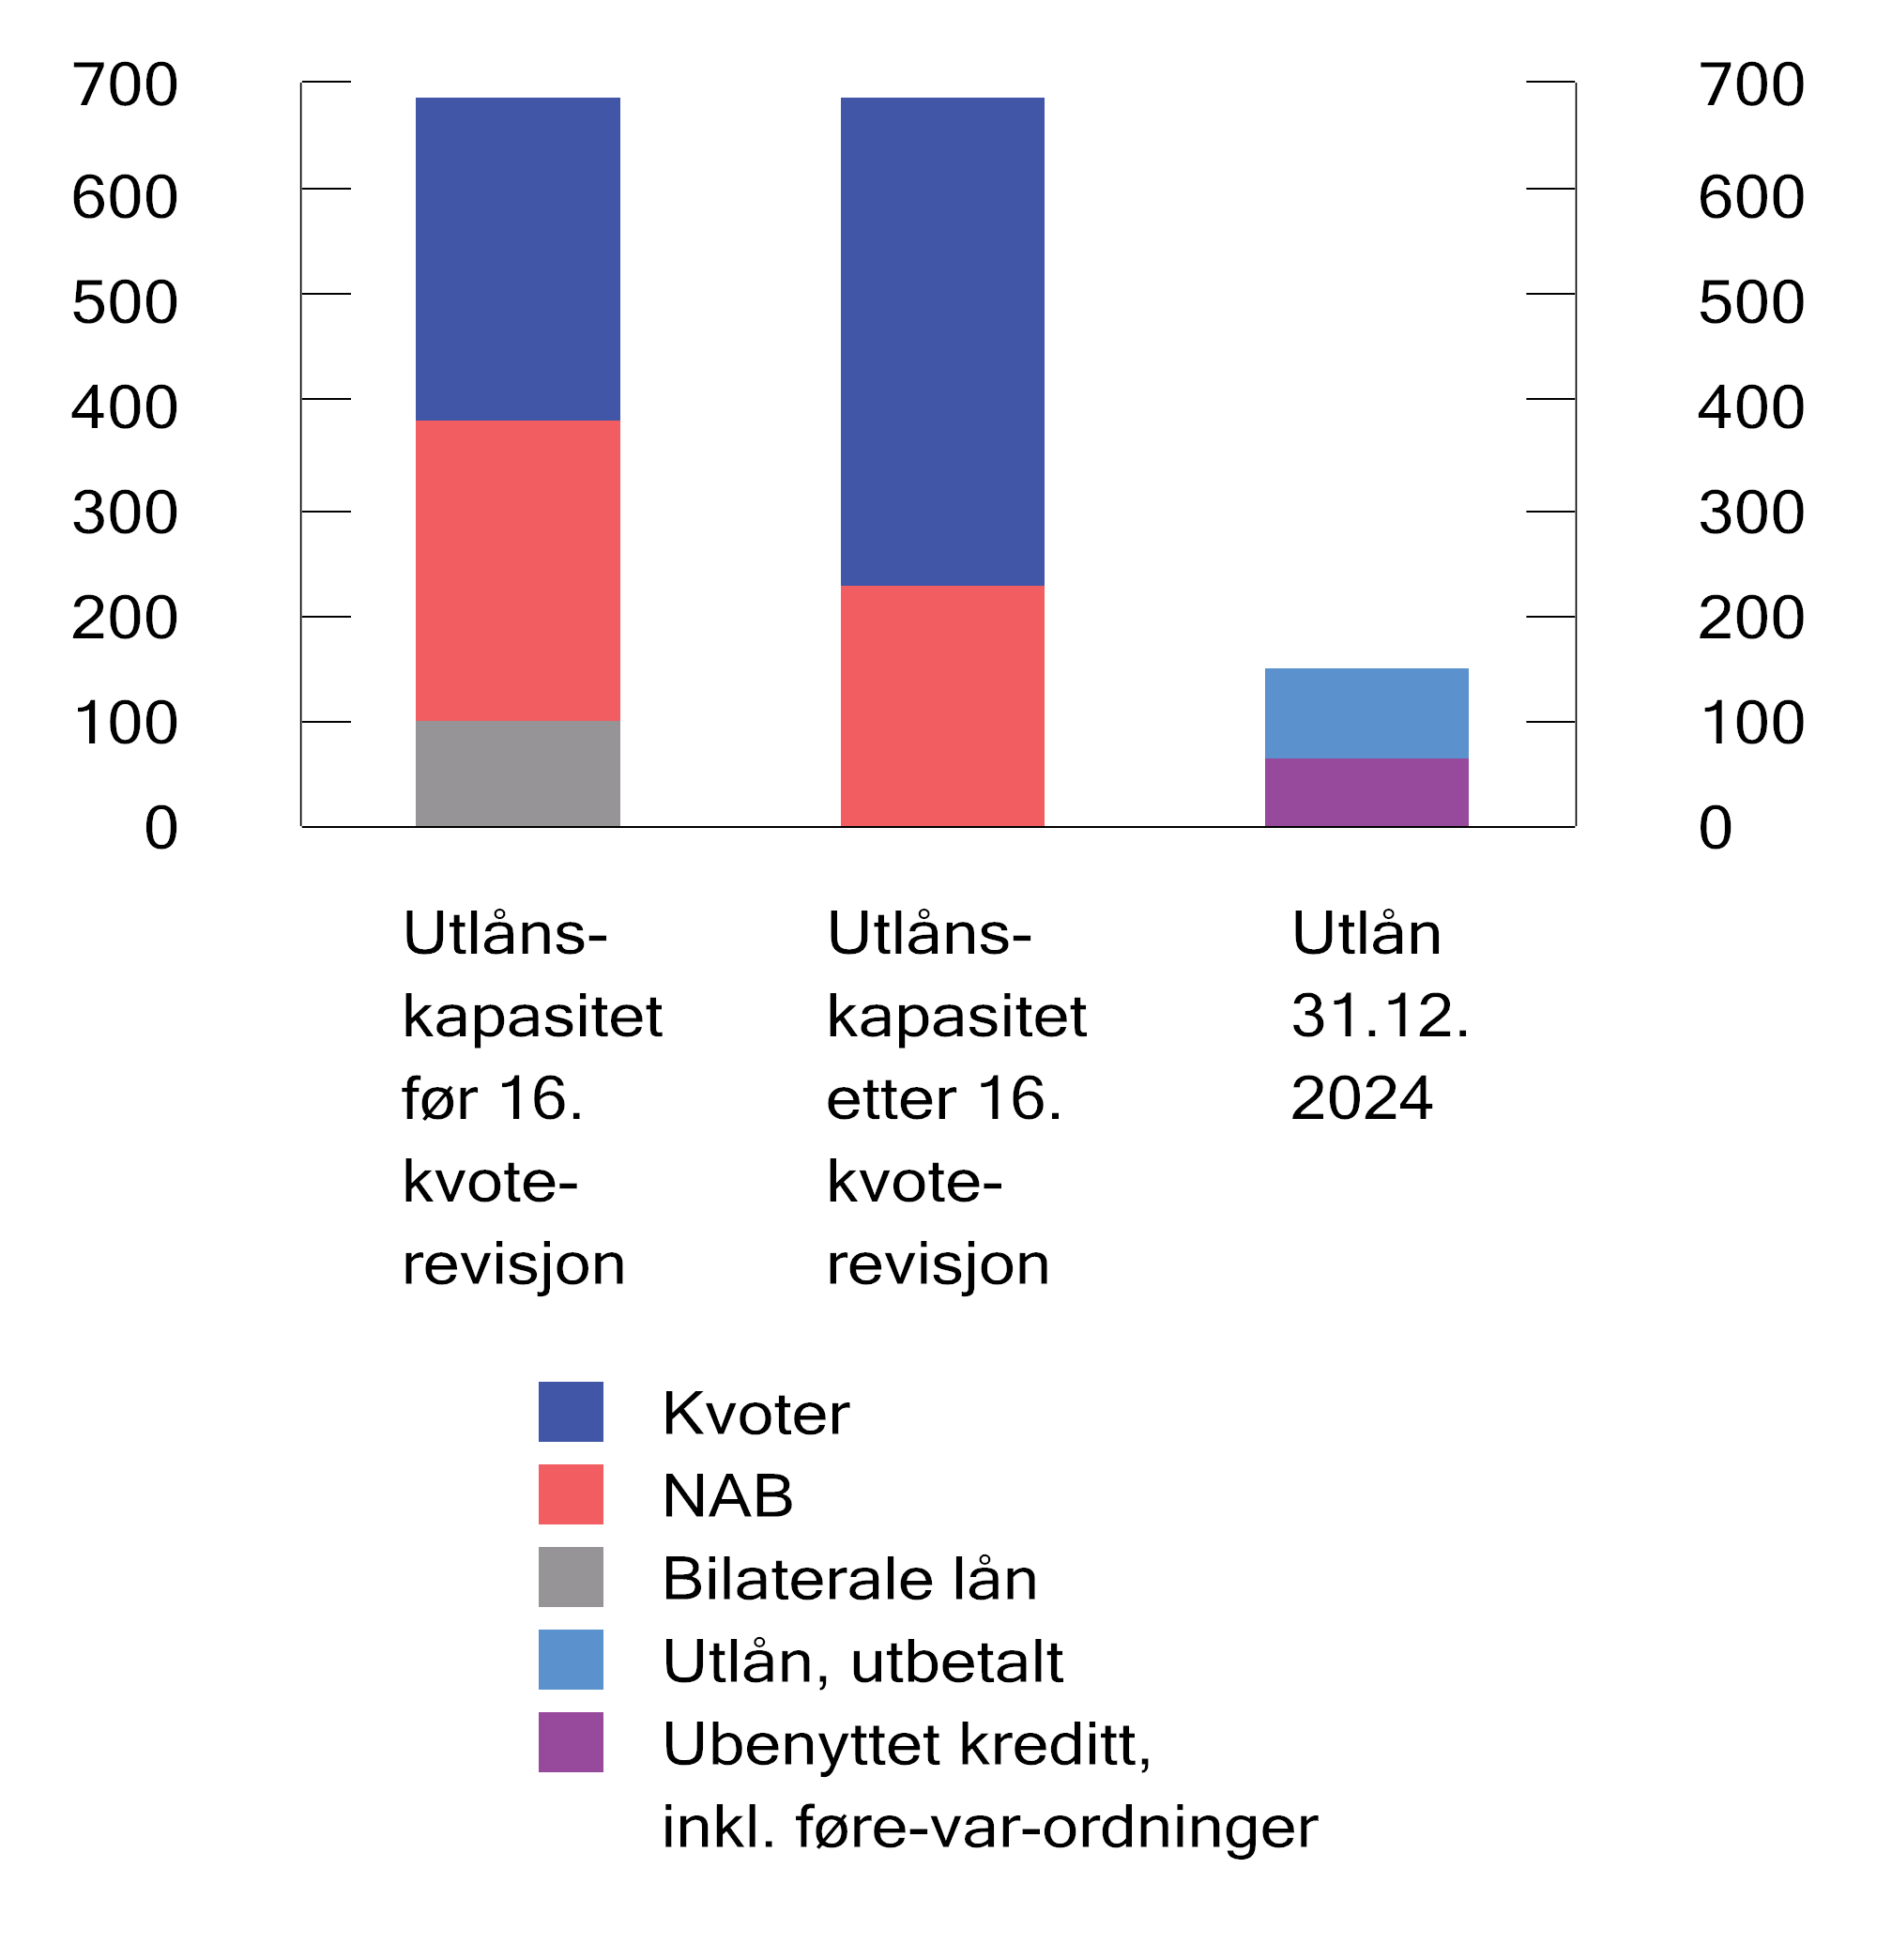 700 700
600 600
500 500
400 400
300 300
200 200
100 100
0 0
Utlåns- Utlåns- Utlån
kapasitet kapasitet 31.12.
før 16. etter 16. 2024
kvote- kvote-
revisjon revisjon
Kvoter
NAB
Bilaterale lån
Utlån, utbetalt
Ubenyttet kreditt,
inkl. føre-var-ordninger